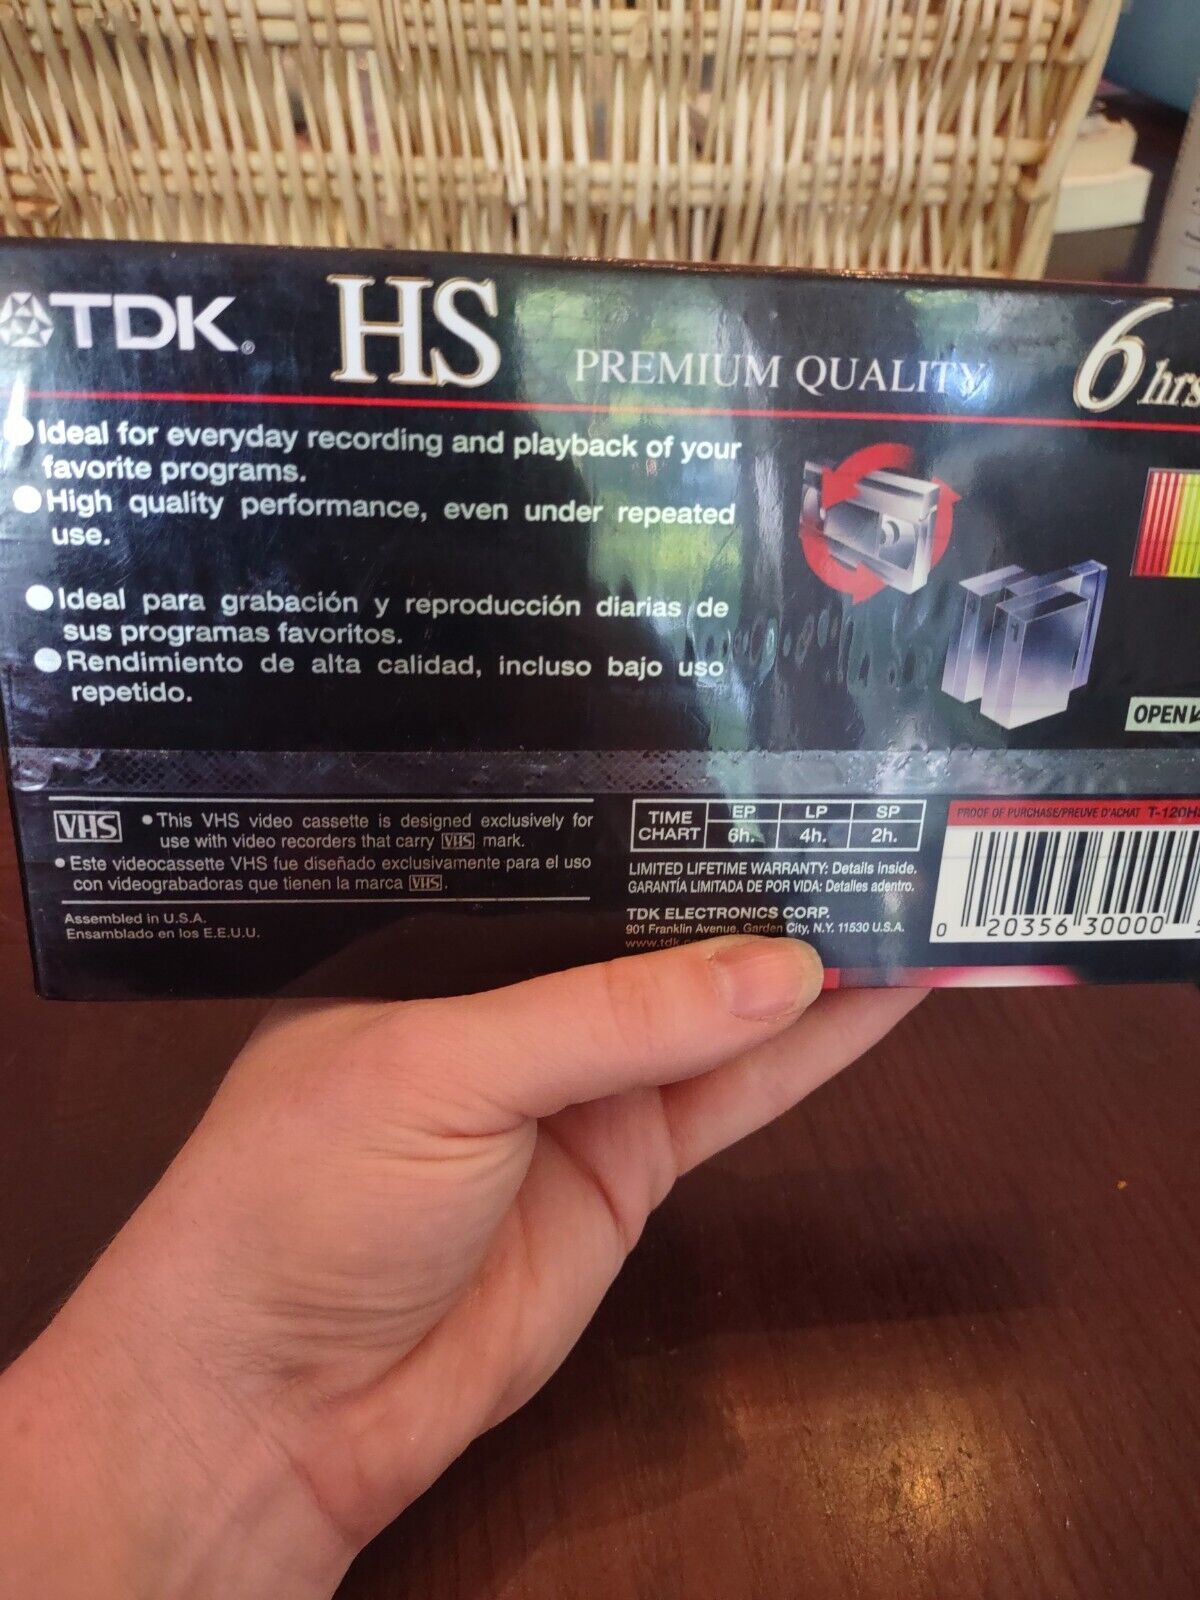 TDK® HS PREMIUM QUALITY 6 hrs
Ideal for everyday recording and playback of your
favorite programs.
High quality performance, even under repeated
use.
Ideal para grabación y reproducción diarias de
sus programas favoritos.
Rendimiento de alta calidad, incluso bajo uso
repetido.
OPEN
VHS
• This VHS video cassette is designed exclusively for
use with video recorders that carry VHS mark.
• Este videocassette VHS fue diseñado exclusivamente para el uso
con videograbadoras que tienen la marca VHS.
Assembled in U.S.A.
Ensamblado en los E.E.U.U.
TIME CHART
EP LP SP
6h. 4h. 2h.
LIMITED LIFETIME WARRANTY: Details inside.
GARANTÍA LIMITADA DE POR VIDA: Detalles adentro.
TDK ELECTRONICS CORP.
901 Franklin Avenue, Garden City, N.Y. 11530 U.S.A.
www.tdk.c
PROOF OF PURCHASE/PREUVE D'ACHAT T-120H
0 20356 30000